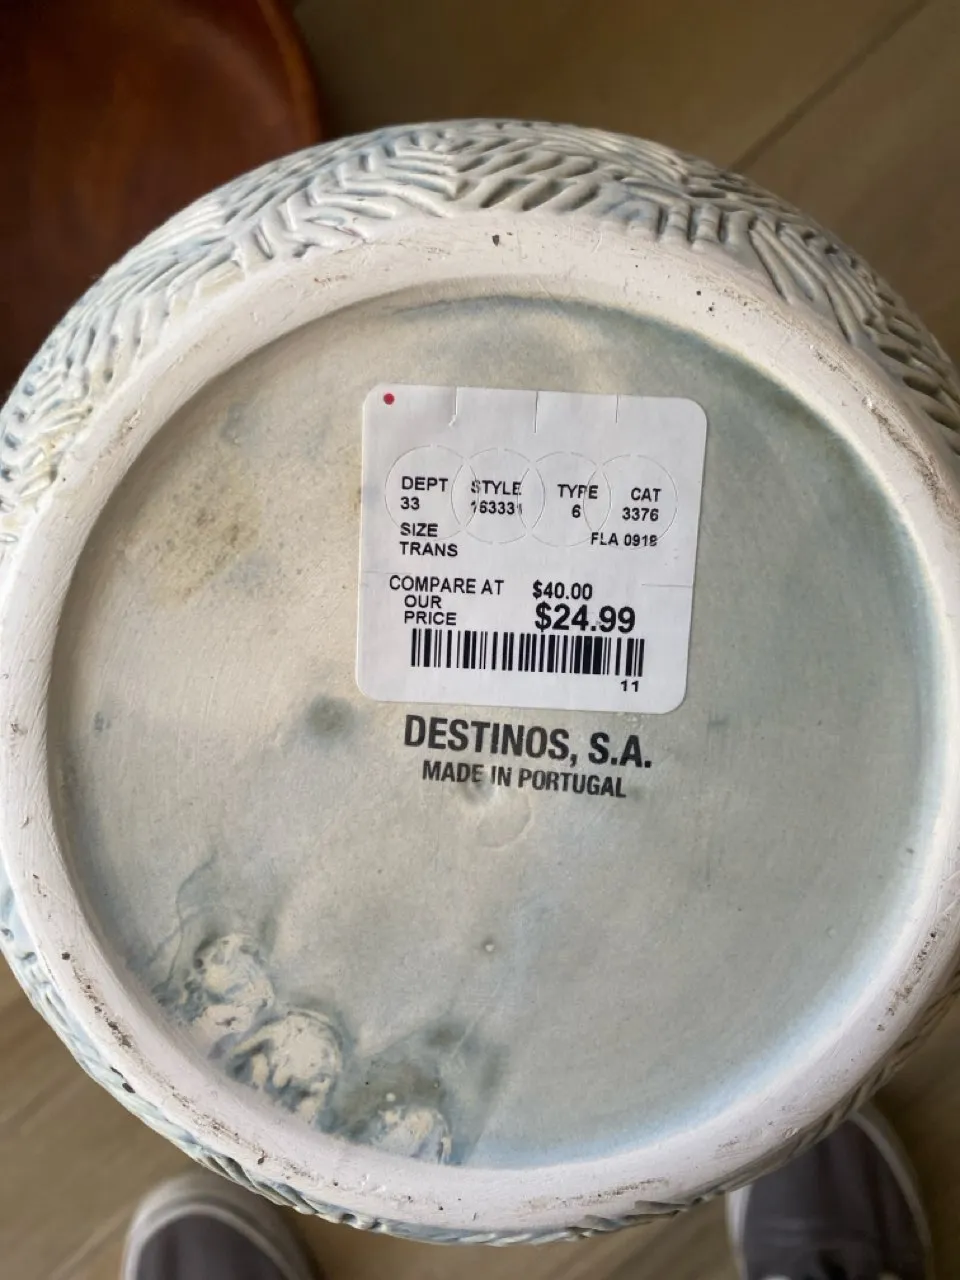 DEPT STYLE TYPE CAT
33 163331 6 3376
SIZE FLA 0918
TRANS
COMPARE AT $40.00
OUR
PRICE $24.99
11
DESTINOS, S.A.
MADE IN PORTUGAL